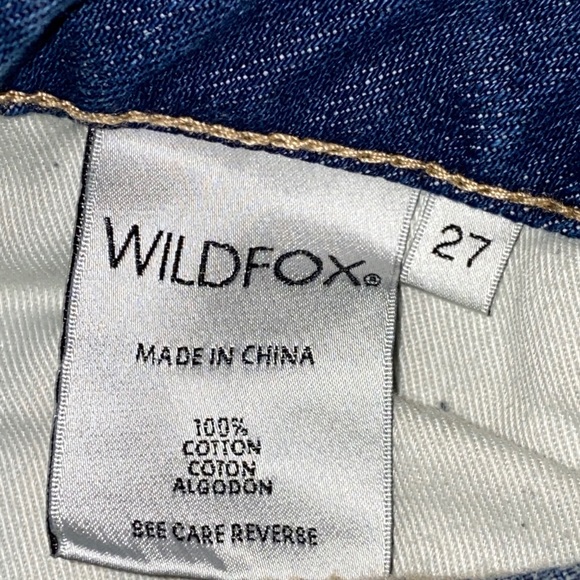 WILDFOX®
27
MADE IN CHINA
100%
COTTON
COTON
ALGODON
SEE CARE REVERSE